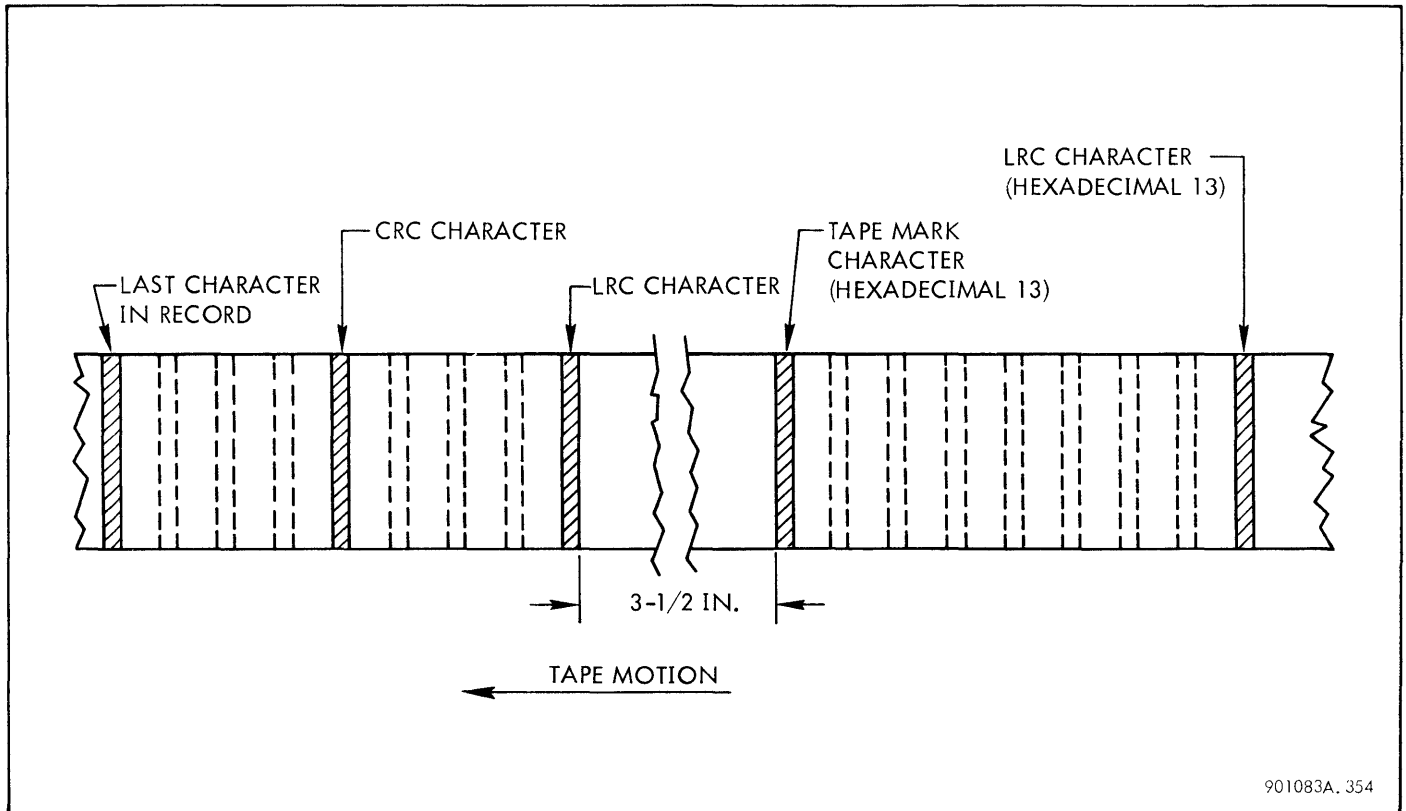 LRC CHARACTER
(HEXADECIMAL 13)
CRC CHARACTER
TAPE MARK
CHARACTER
(HEXADECIMAL 13)
LAST CHARACTER
IN RECORD
LRC CHARACTER
3-1/2 IN.
TAPE MOTION
901083A. 354